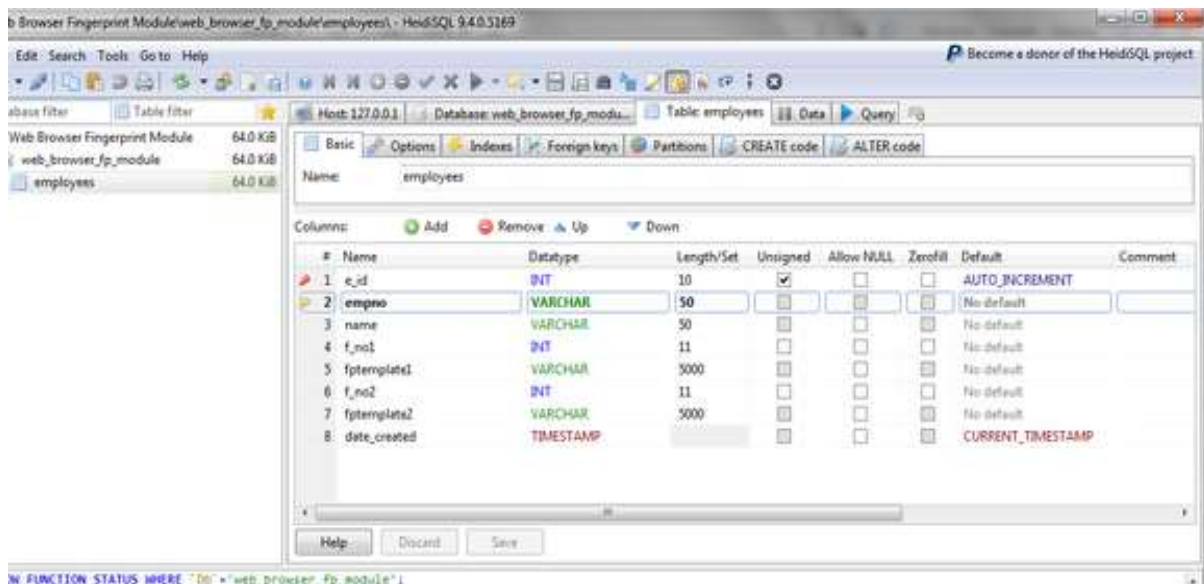 b Browser Fingerprint Module\web_browser_fp_module\employees\ - HeidiSQL 9.4.0.5169
Edit Search Tools Go to Help
Become a donor of the HeidiSQL project
abase filter Table filter
Host: 127.0.0.1 Database: web_browser_fp_modu... Table: employees Data Query
Web Browser Fingerprint Module 64.0 KiB
web_browser_fp_module 64.0 KiB
employees 64.0 KiB
Basic Options Indexes Foreign keys Partitions CREATE code ALTER code
Name: employees
Columns: Add Remove Up Down
# Name Datatype Length/Set Unsigned Allow NULL Zerofill Default Comment
1 e_id INT 10 AUTO_INCREMENT
2 empno VARCHAR 50 No default
3 name VARCHAR 50 No default
4 f_no1 INT 11 No default
5 fptemplate1 VARCHAR 5000 No default
6 f_no2 INT 11 No default
7 fptemplate2 VARCHAR 5000 No default
8 date_created TIMESTAMP CURRENT_TIMESTAMP
Help Discard Save
OW FUNCTION STATUS WHERE `Db`='web_browser_fp_module';